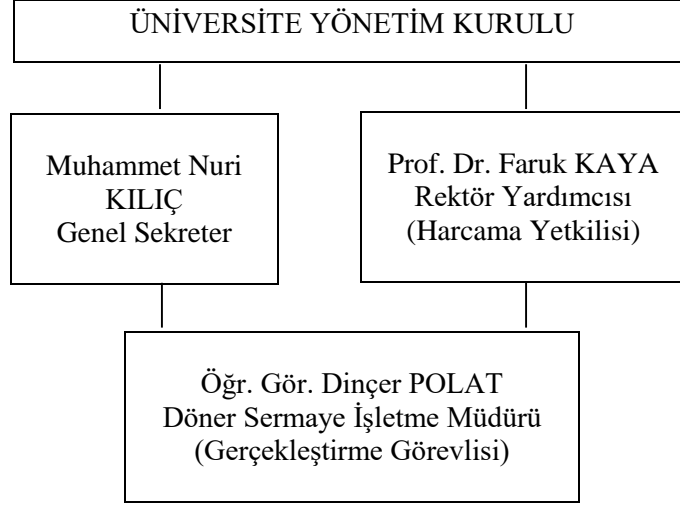 ÜNİVERSİTE YÖNETİM KURULU
Muhammet Nuri
KILIÇ
Genel Sekreter
Prof. Dr. Faruk KAYA
Rektör Yardımcısı
(Harcama Yetkilisi)
Öğr. Gör. Dinçer POLAT
Döner Sermaye İşletme Müdürü
(Gerçekleştirme Görevlisi)